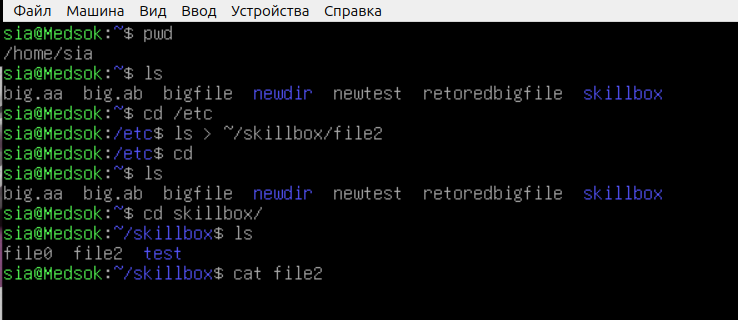 Файл Машина Вид Ввод Устройства Справка
sia@Medsok:~$ pwd
/home/sia
sia@Medsok:~$ ls
big.aa big.ab bigfile newdir newtest retoredbigfile skillbox
sia@Medsok:~$ cd /etc
sia@Medsok:/etc$ ls > ~/skillbox/file2
sia@Medsok:/etc$ cd
sia@Medsok:~$ ls
big.aa big.ab bigfile newdir newtest retoredbigfile skillbox
sia@Medsok:~$ cd skillbox/
sia@Medsok:~/skillbox$ ls
file0 file2 test
sia@Medsok:~/skillbox$ cat file2